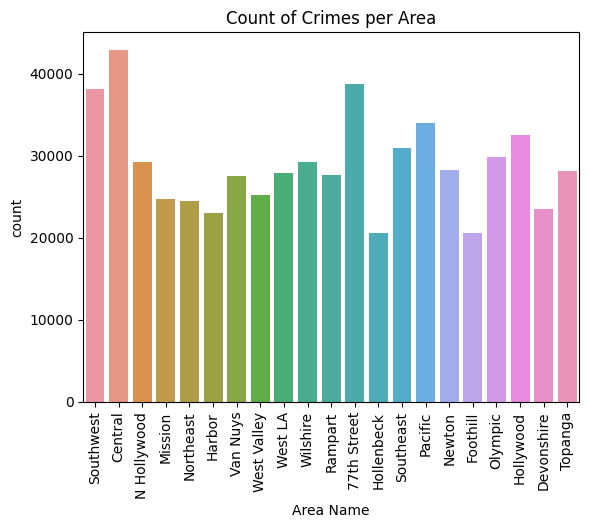 Count of Crimes per Area
count
40000
30000
20000
10000
0
Southwest
Central
N Hollywood
Mission
Northeast
Harbor
Van Nuys
West Valley
West LA
Wilshire
Rampart
77th Street
Hollenbeck
Southeast
Pacific
Newton
Foothill
Olympic
Hollywood
Devonshire
Topanga
Area Name